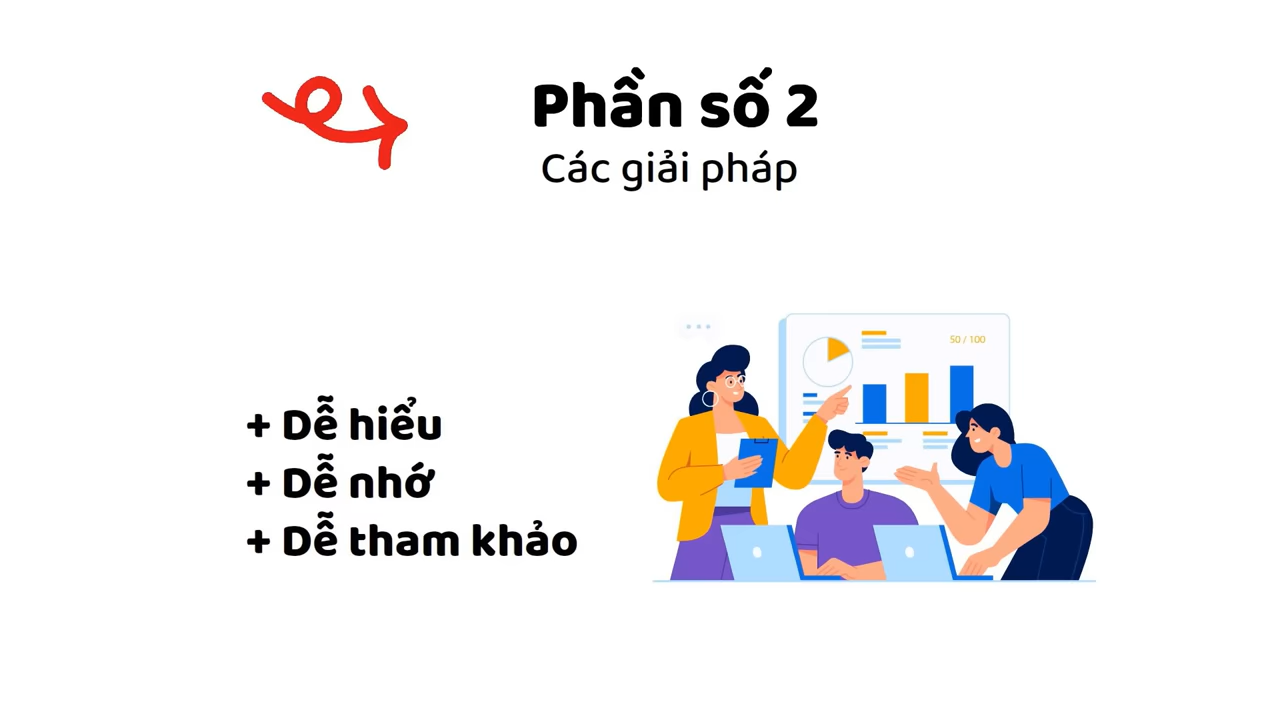 Phần số 2
Các giải pháp
50 / 100
+ Dễ hiểu
+ Dễ nhớ
+ Dễ tham khảo